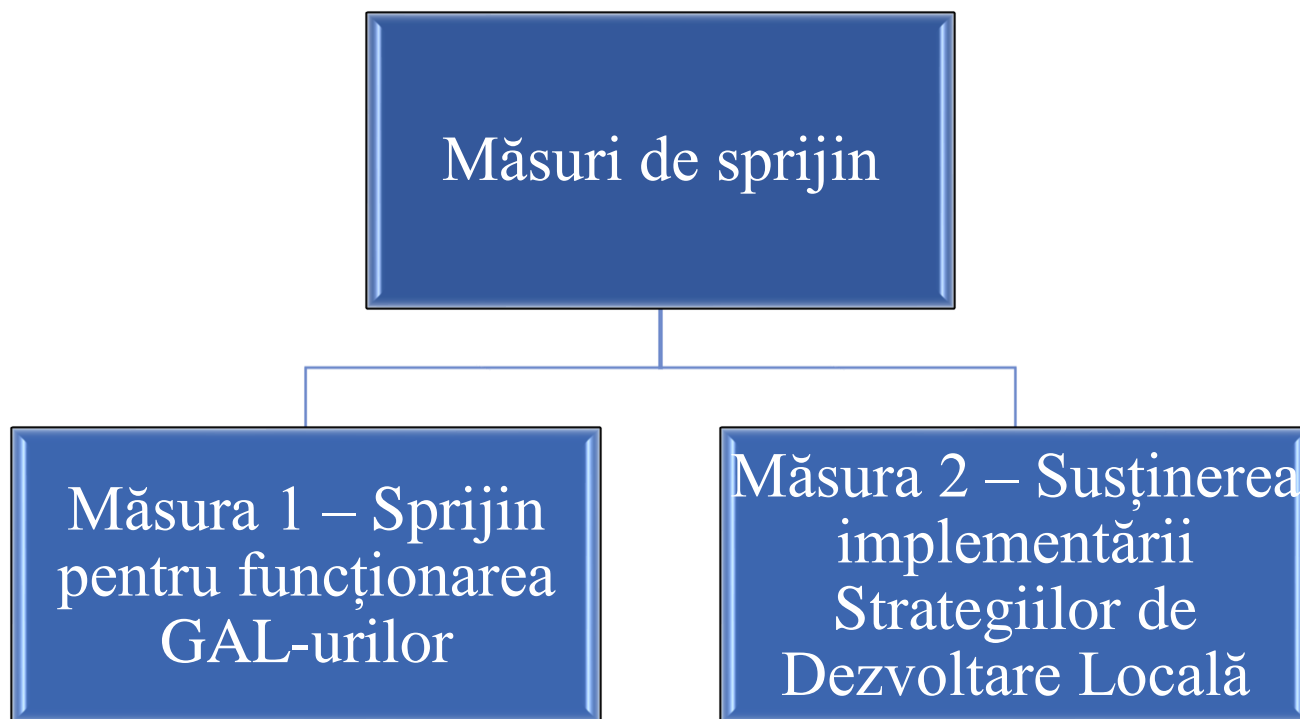 Măsuri de sprijin
Măsura 1 – Sprijin
pentru funcționarea
GAL-urilor
Măsura 2 – Susținerea
implementării
Strategiilor de
Dezvoltare Locală